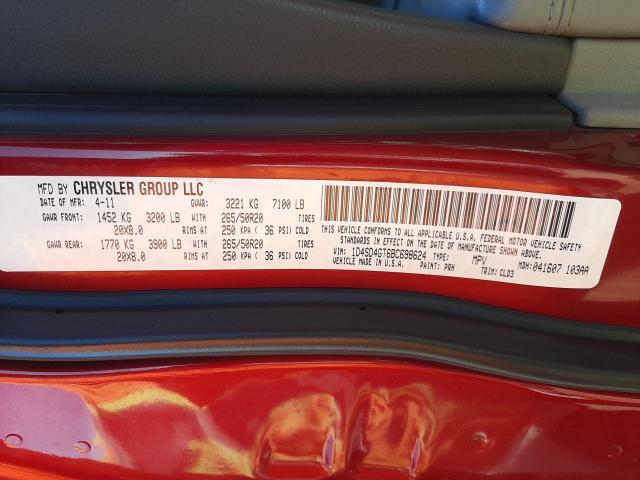 MFD BY CHRYSLER GROUP LLC
DATE OF MFR: 4-11 GVWR: 3221 KG 7100 LB
GAWR FRONT: 1452 KG 3200 LB WITH 265/50R20 TIRES
20X8.0 RIMS AT 250 KPA ( 36 PSI) COLD
GAWR REAR: 1770 KG 3900 LB WITH 265/50R20 TIRES
20X8.0 RIMS AT 250 KPA ( 36 PSI) COLD
THIS VEHICLE CONFORMS TO ALL APPLICABLE U.S.A. FEDERAL MOTOR VEHICLE SAFETY
STANDARDS IN EFFECT ON THE DATE OF MANUFACTURE SHOWN ABOVE.
VIN: 1D4SD4GT6BC698624 TYPE: MPV MDH: 041607 103AA
VEHICLE MADE IN U.S.A. PAINT: PRH TRIM: CLD3